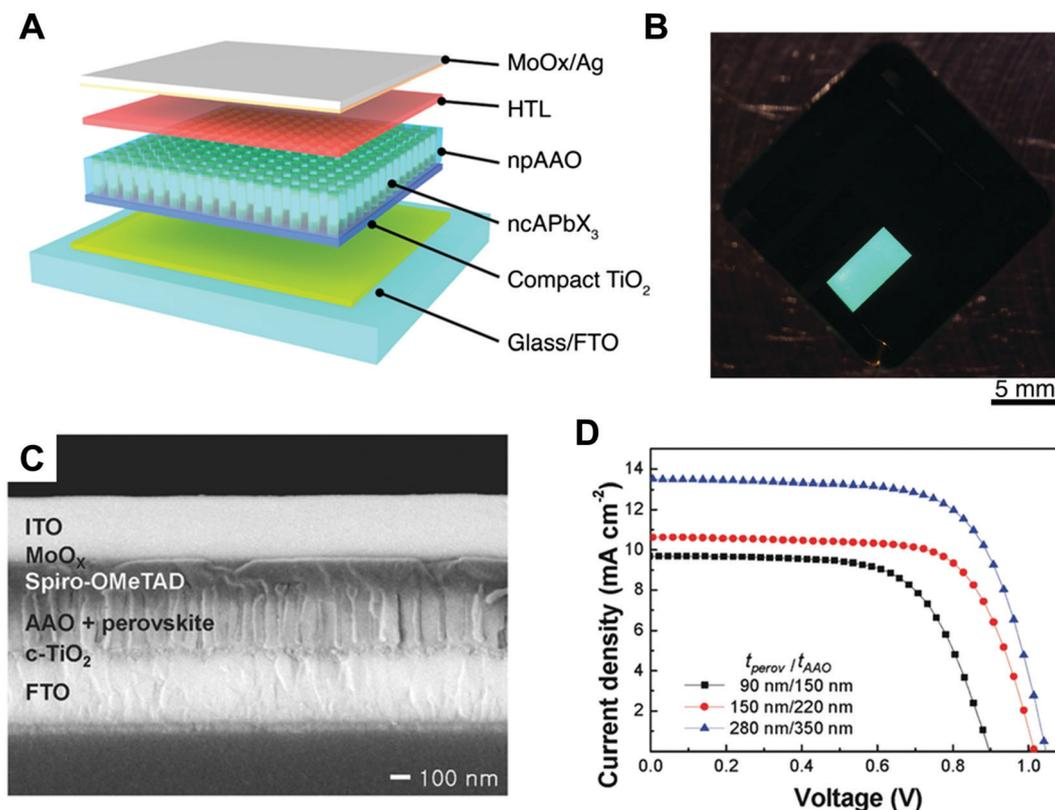 A
MoOx/Ag
HTL
npAAO
ncAPbX₃
Compact TiO₂
Glass/FTO
B
5 mm
C
ITO
MoOₓ
Spiro-OMeTAD
AAO + perovskite
c-TiO₂
FTO
100 nm
D
Current density (mA cm⁻²)
14
12
10
8
6
4
2
t_perov / t_AAO
90 nm/150 nm
150 nm/220 nm
280 nm/350 nm
0.0 0.2 0.4 0.6 0.8 1.0
Voltage (V)